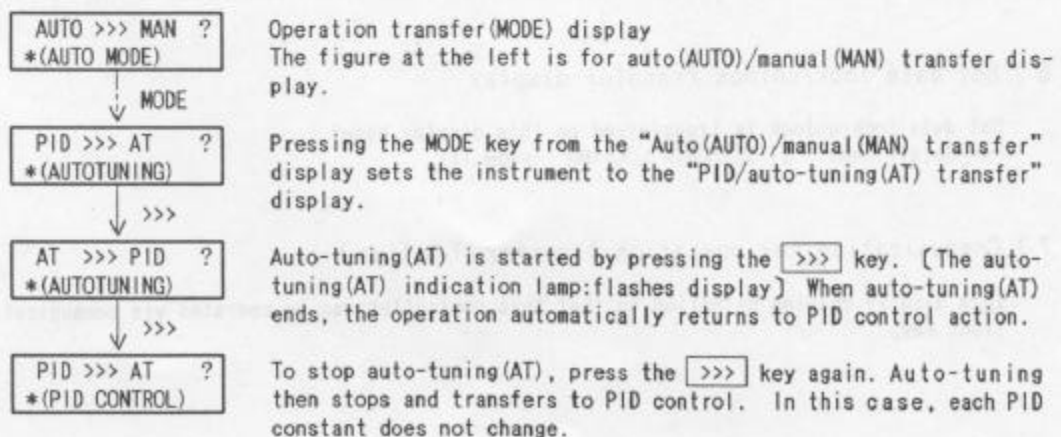 AUTO >>> MAN ?
*(AUTO MODE)
Operation transfer(MODE) display
The figure at the left is for auto(AUTO)/manual(MAN) transfer dis-
play.
MODE
PID >>> AT ?
*(AUTOTUNING)
Pressing the MODE key from the "Auto(AUTO)/manual(MAN) transfer"
display sets the instrument to the "PID/auto-tuning(AT) transfer"
display.
>>>
AT >>> PID ?
*(AUTOTUNING)
Auto-tuning(AT) is started by pressing the >>> key. [The auto-
tuning(AT) indication lamp:flashes display] When auto-tuning(AT)
ends, the operation automatically returns to PID control action.
>>>
PID >>> AT ?
*(PID CONTROL)
To stop auto-tuning(AT), press the >>> key again. Auto-tuning
then stops and transfers to PID control. In this case, each PID
constant does not change.